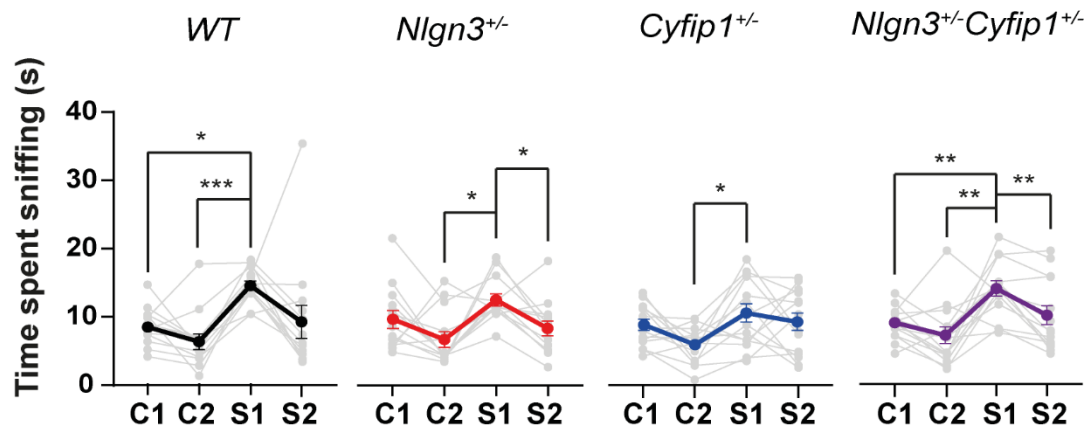 WT Nlgn3+/- Cyfip1+/- Nlgn3+/-Cyfip1+/-
Time spent sniffing (s)
40
30
20
10
0
* *** * * * ** ** **
C1 C2 S1 S2 C1 C2 S1 S2 C1 C2 S1 S2 C1 C2 S1 S2